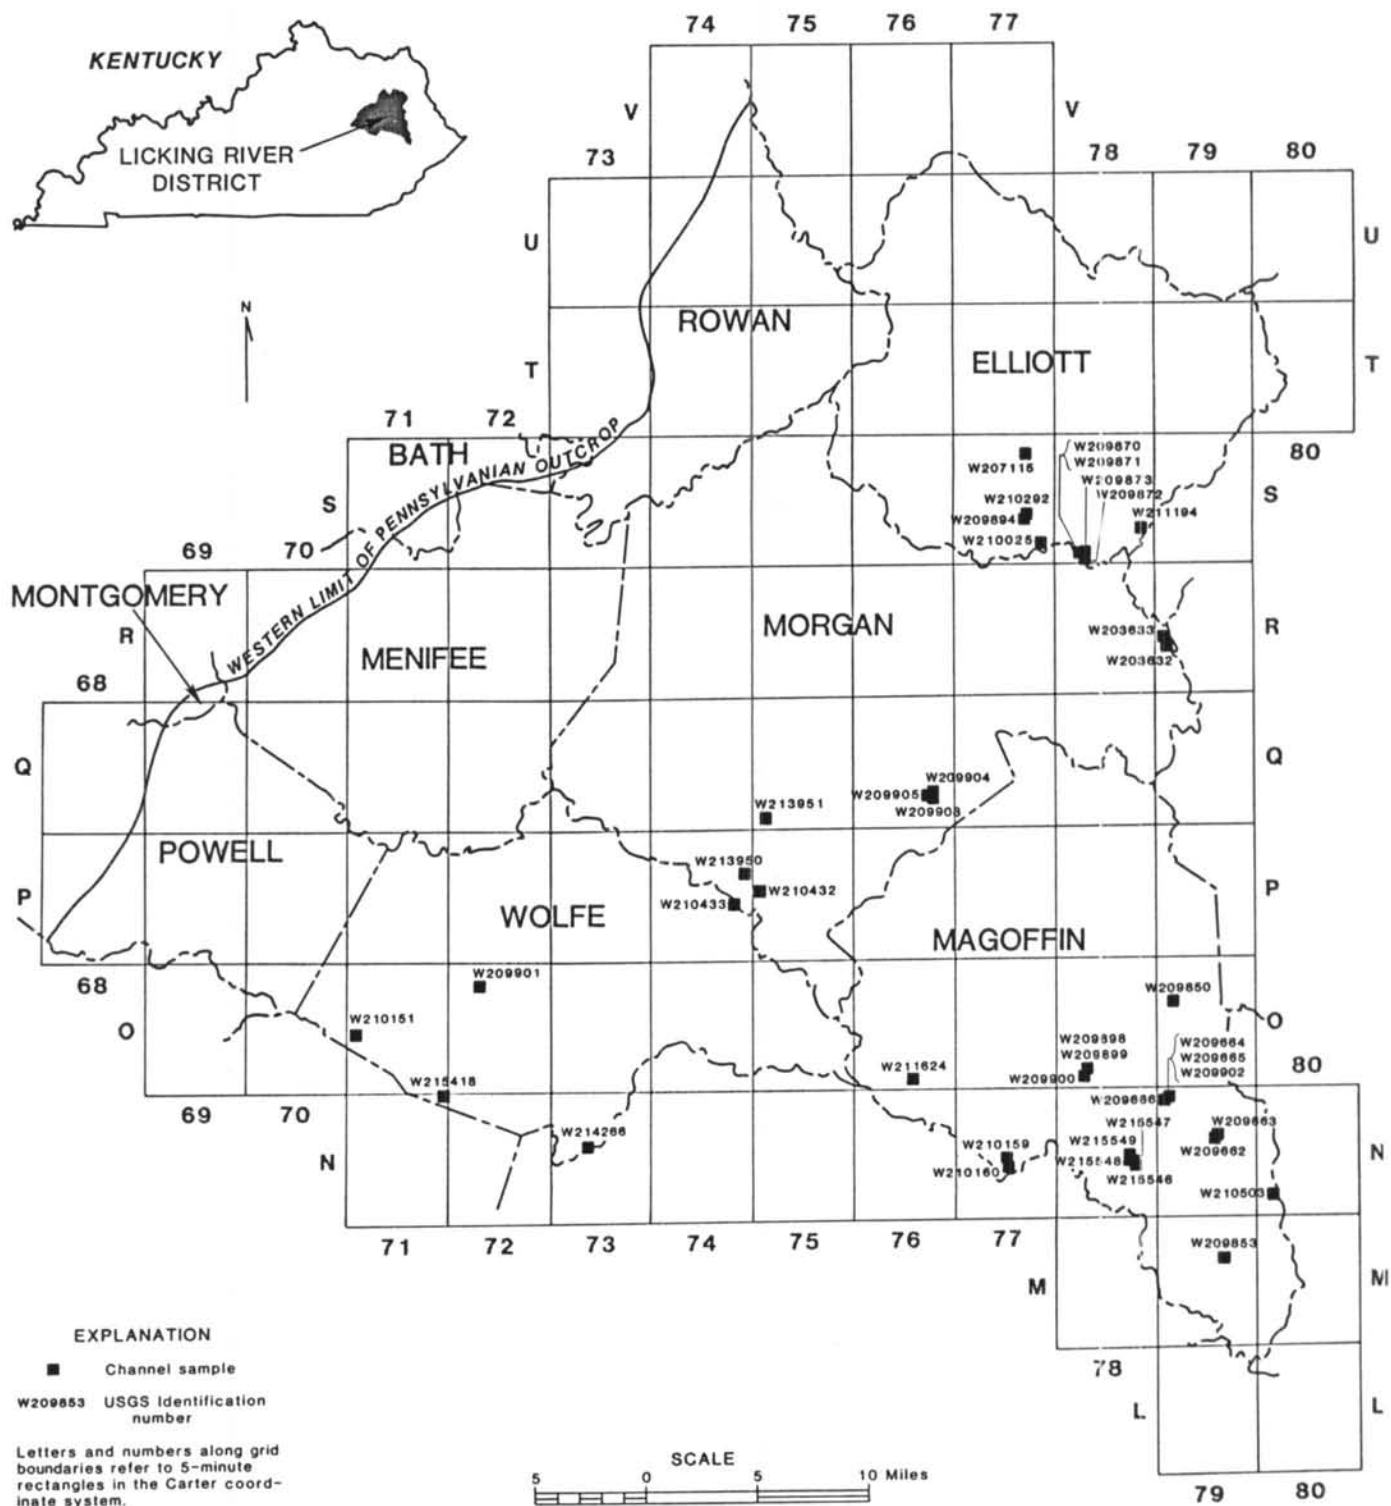 74 75 76 77
KENTUCKY
V V
LICKING RIVER
DISTRICT
73 78 79 80
U U
N
ROWAN
ELLIOTT
T T
71 72
BATH
WESTERN LIMIT OF PENNSYLVANIAN OUTCROP
80
W209870
W209871
W207115
W209873
W209872
S S
W210292
W209894
W211194
W210025
69 70
MONTGOMERY
R R
MORGAN
MENIFEE
W203633
W203632
68
Q Q
W209904
W209905
W209903
W213951
POWELL
W213950
W210432
W210433
P P
WOLFE
MAGOFFIN
68
W209901
W209850
W210151
O O
W209898
W209899
W209900
W209664
W209665
W209902
80
W211624
W215418
W209666
69 70
W214266
N N
W215547
W209663
W210159
W215549
W209662
W210160
W215548
W215546
W210503
71 72 73 74 75 76 77
W209853
M M
EXPLANATION
Channel sample
W209853 USGS Identification
number
78
L L
Letters and numbers along grid
boundaries refer to 5-minute
rectangles in the Carter coord-
inate system.
SCALE
5 0 5 10 Miles
79 80